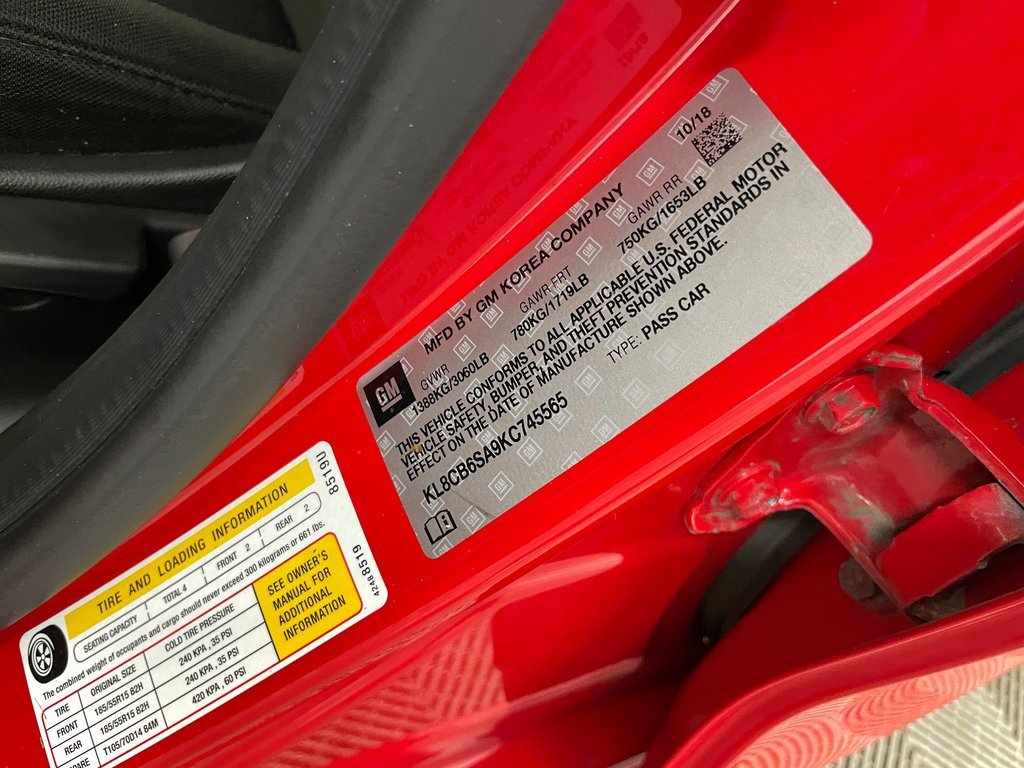 10/18
GM
MFD BY GM KOREA COMPANY
GVWR GAWR FRT GAWR RR
1388KG/3060LB 780KG/1719LB 750KG/1653LB
THIS VEHICLE CONFORMS TO ALL APPLICABLE U.S. FEDERAL MOTOR
VEHICLE SAFETY, BUMPER, AND THEFT PREVENTION STANDARDS IN
EFFECT ON THE DATE OF MANUFACTURE SHOWN ABOVE.
KL8CB6SA9KC745565 TYPE: PASS CAR
TIRE AND LOADING INFORMATION
8519U
SEATING CAPACITY TOTAL 4 FRONT 2 REAR 2
The combined weight of occupants and cargo should never exceed 300 kilograms or 661 lbs.
TIRE ORIGINAL SIZE COLD TIRE PRESSURE
FRONT 185/55R15 82H 240 KPA , 35 PSI
REAR 185/55R15 82H 240 KPA , 35 PSI
SPARE T105/70D14 84M 420 KPA , 60 PSI
SEE OWNER'S
MANUAL FOR
ADDITIONAL
INFORMATION
42488519